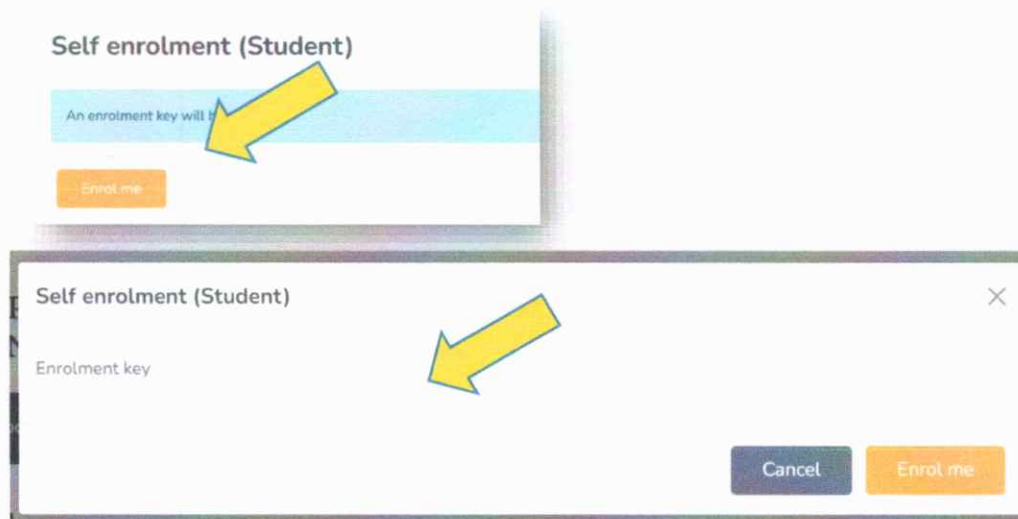 Self enrolment (Student)
An enrolment key will
Enrol me
Self enrolment (Student)
Enrolment key
Cancel
Enrol me